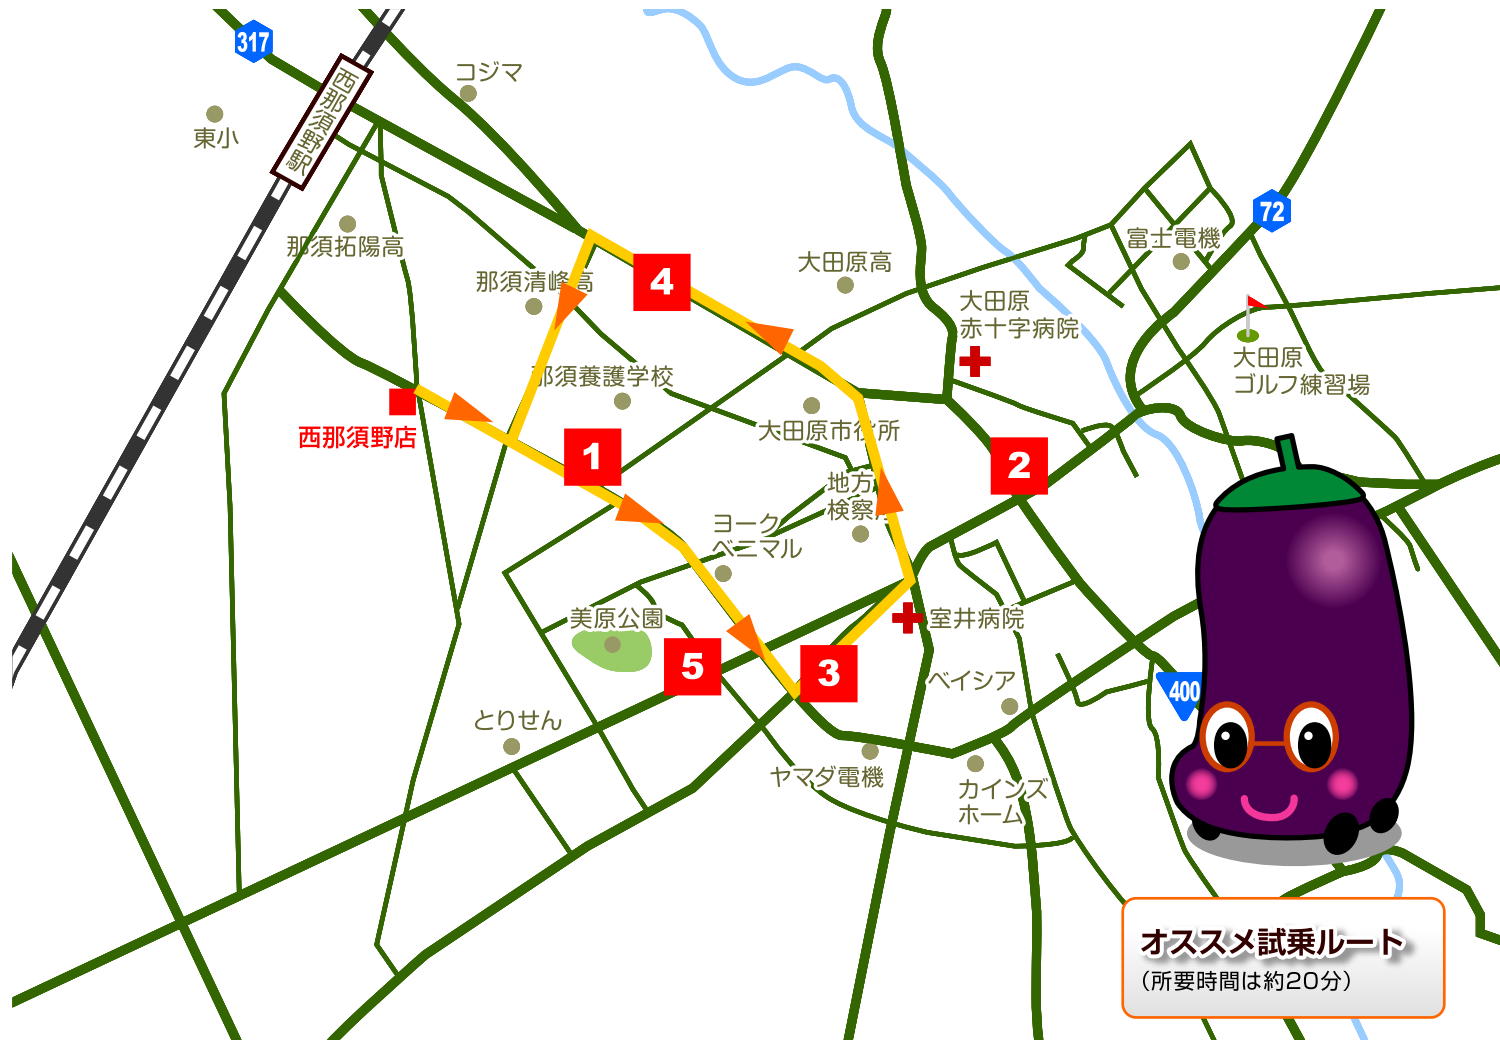 317
コジマ
西那須野駅
東小
72
那須拓陽高
富士電機
大田原高
那須清峰高
4
大田原
赤十字病院
大田原
ゴルフ練習場
那須養護学校
西那須野店
大田原市役所
1
2
地方
検察庁
ヨーク
ベニマル
美原公園
室井病院
5
3
ベイシア
400
とりせん
ヤマダ電機
カインズ
ホーム
オススメ試乗ルート
(所要時間は約20分)